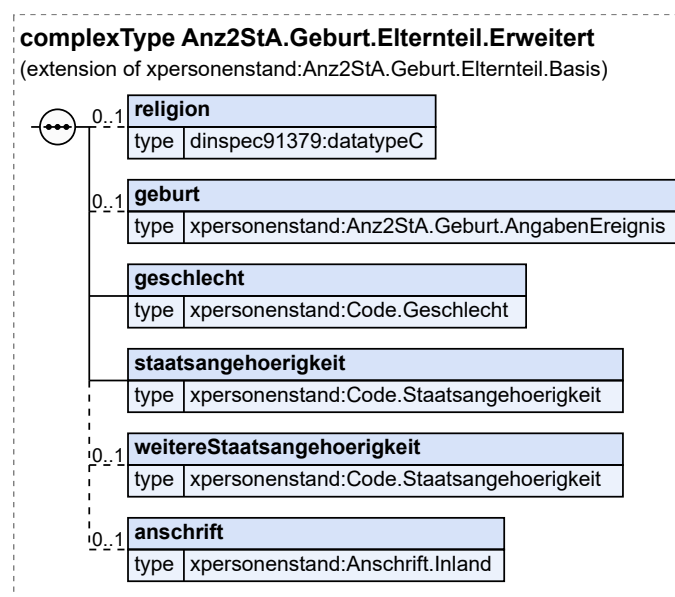 complexType Anz2StA.Geburt.Elternteil.Erweitert
(extension of xpersonenstand:Anz2StA.Geburt.Elternteil.Basis)
0..1 religion
type dinspec91379:datatypeC
0..1 geburt
type xpersonenstand:Anz2StA.Geburt.AngabenEreignis
geschlecht
type xpersonenstand:Code.Geschlecht
staatsangehoerigkeit
type xpersonenstand:Code.Staatsangehoerigkeit
0..1 weitereStaatsangehoerigkeit
type xpersonenstand:Code.Staatsangehoerigkeit
0..1 anschrift
type xpersonenstand:Anschrift.Inland